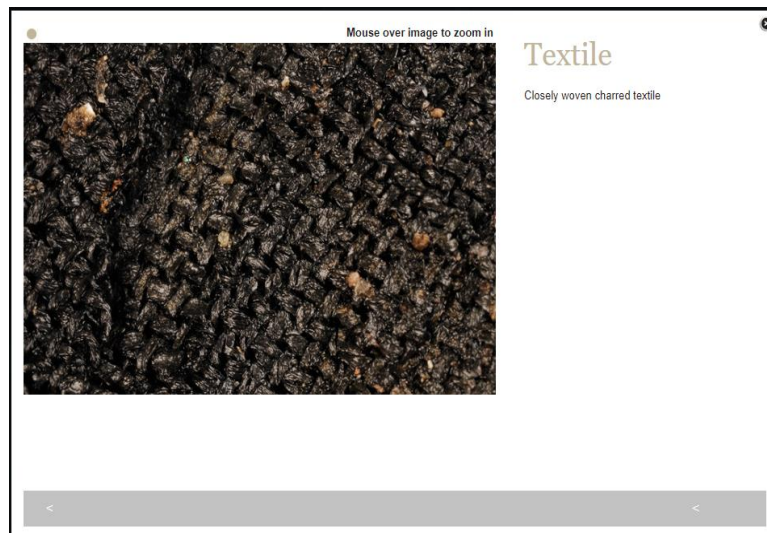 Mouse over image to zoom in
Textile
Closely woven charred textile
< <